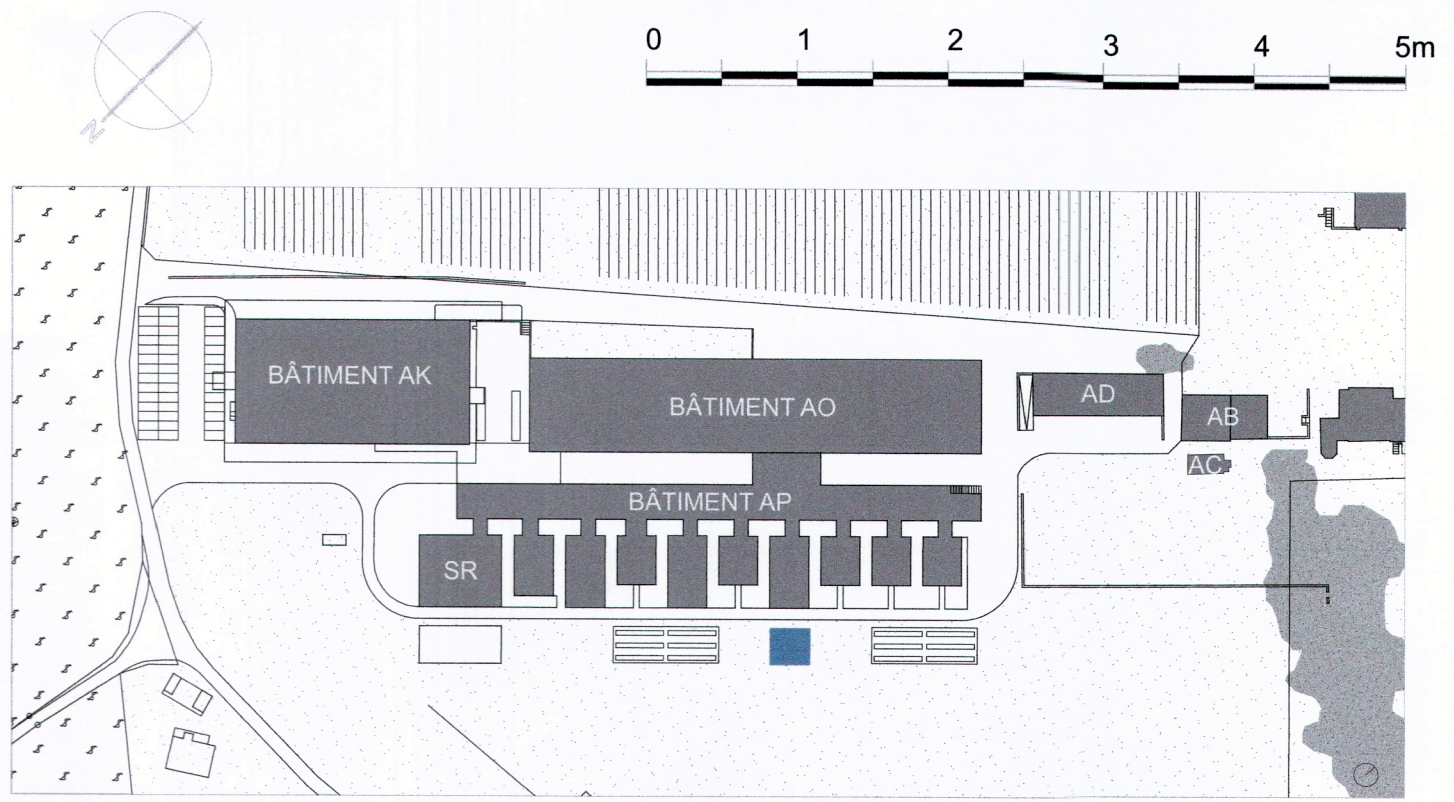 0 1 2 3 4 5m
N
BÂTIMENT AK
BÂTIMENT AO
AD
AB
AC
BÂTIMENT AP
SR